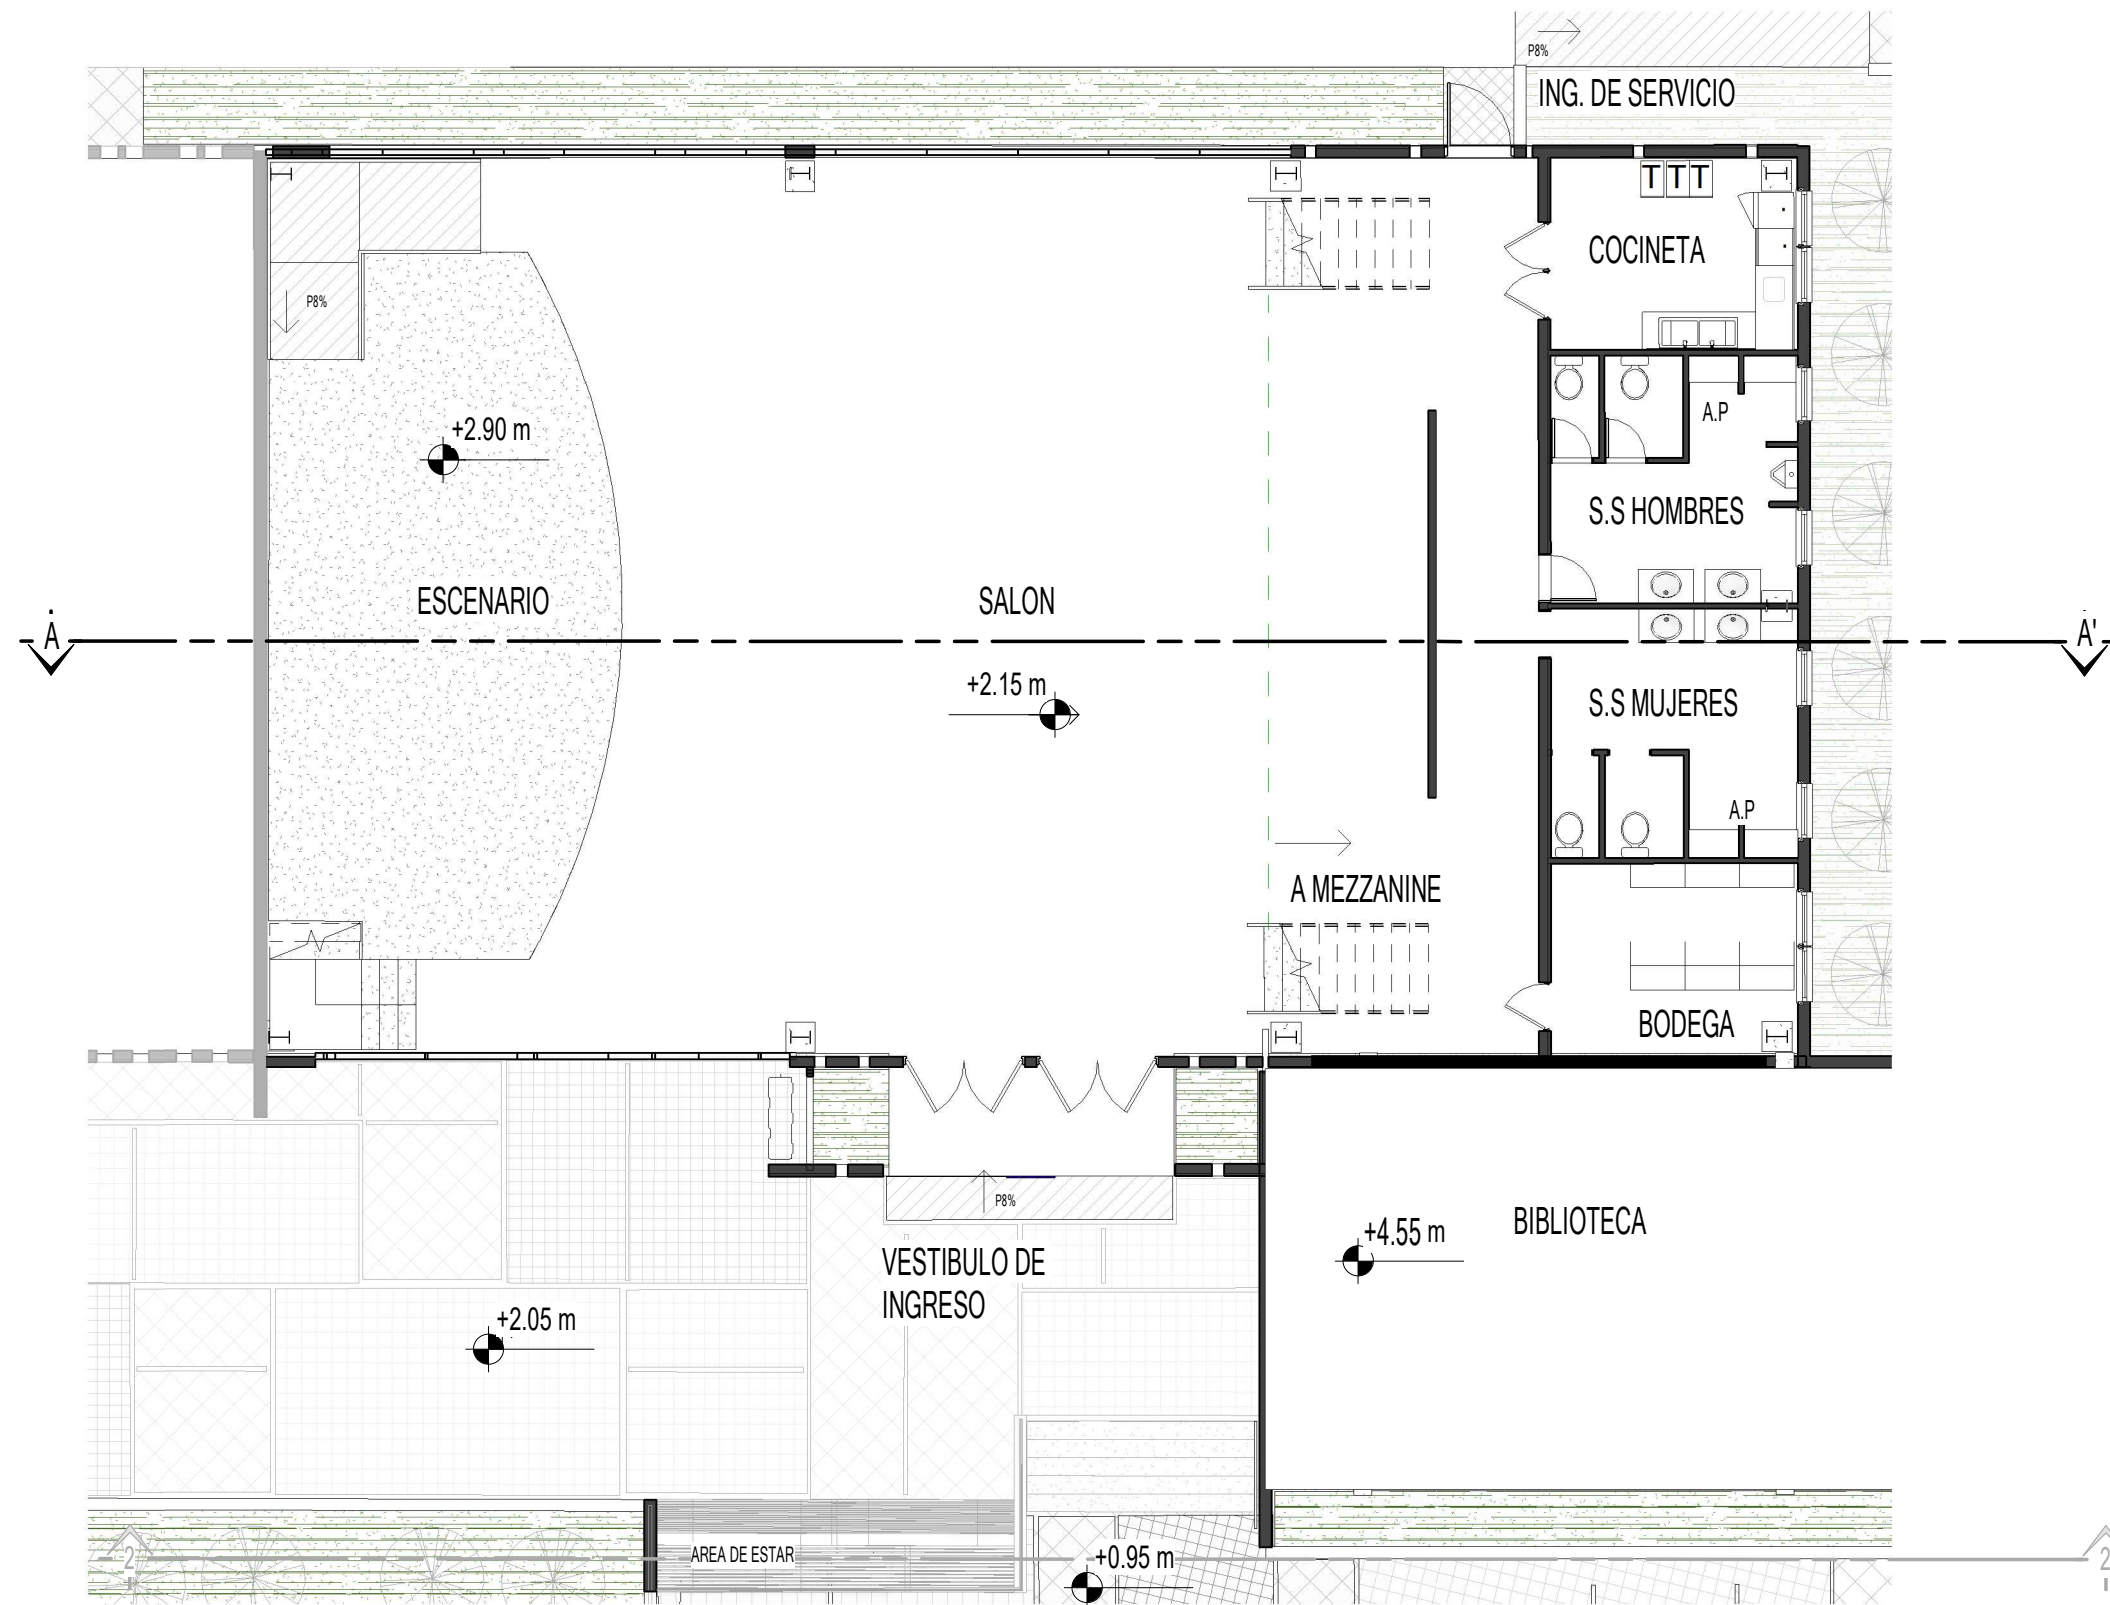 P8%
ING. DE SERVICIO
T T T
COCINETA
P8%
A.P
+2.90 m
S.S HOMBRES
ESCENARIO
SALON
A
A'
+2.15 m
S.S MUJERES
A.P
A MEZZANINE
BODEGA
P8%
BIBLIOTECA
+4.55 m
VESTIBULO DE
INGRESO
+2.05 m
AREA DE ESTAR
+0.95 m
2
2